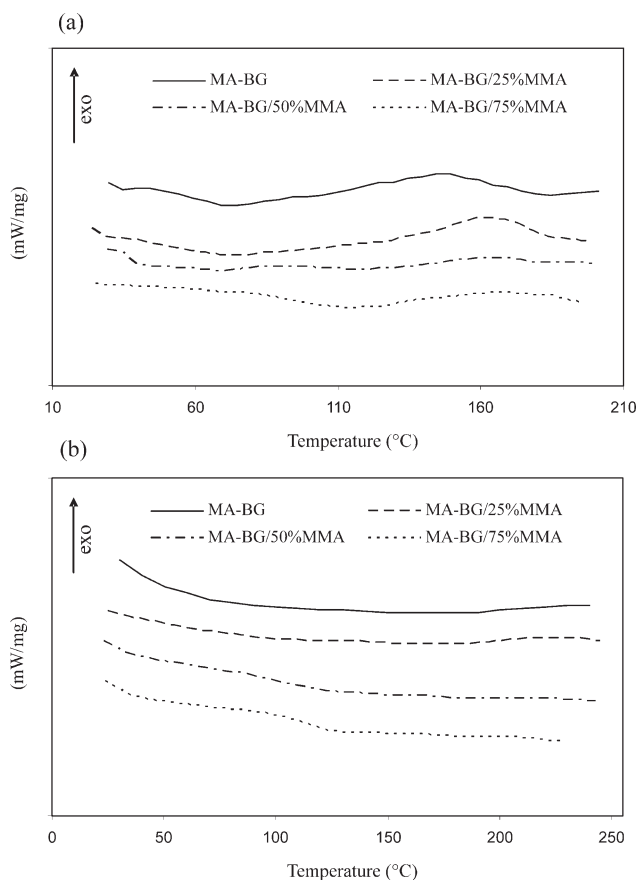 (a)
exo
MA-BG
MA-BG/25%MMA
MA-BG/50%MMA
MA-BG/75%MMA
(mW/mg)
10
60
110
160
210
Temperature (°C)
(b)
exo
MA-BG
MA-BG/25%MMA
MA-BG/50%MMA
MA-BG/75%MMA
(mW/mg)
0
50
100
150
200
250
Temperature (°C)